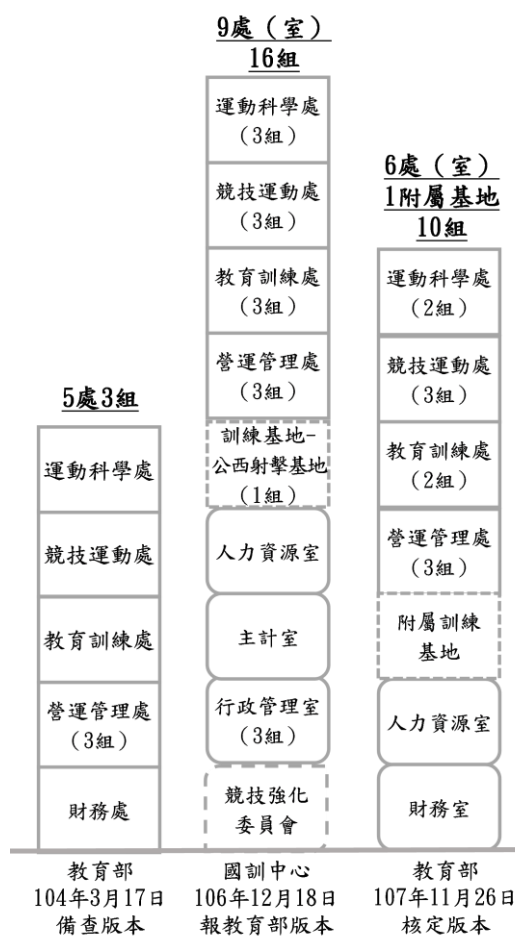 5處3組
運動科學處
競技運動處
教育訓練處
營運管理處
(3組)
財務處
教育部
104年3月17日
備查版本
9處(室)
16組
運動科學處
(3組)
競技運動處
(3組)
教育訓練處
(3組)
營運管理處
(3組)
訓練基地-
公西射擊基地
(1組)
人力資源室
主計室
行政管理室
(3組)
競技強化
委員會
國訓中心
106年12月18日
報教育部版本
6處(室)
1附屬基地
10組
運動科學處
(2組)
競技運動處
(3組)
教育訓練處
(2組)
營運管理處
(3組)
附屬訓練
基地
人力資源室
財務室
教育部
107年11月26日
核定版本